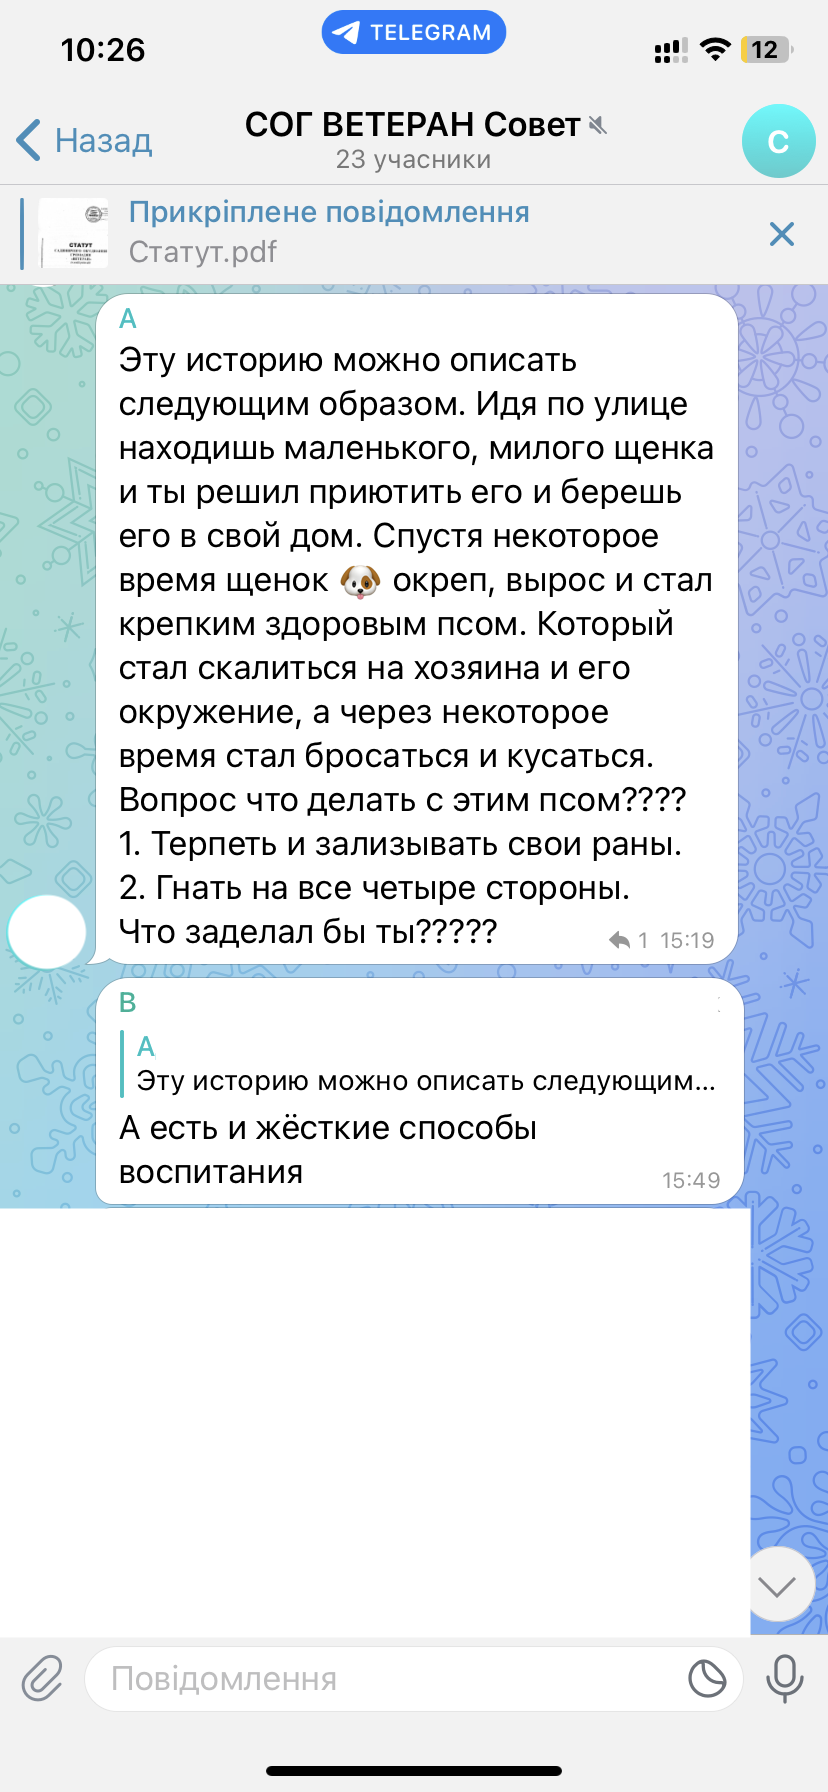 10:26
TELEGRAM
12
Назад
СОГ ВЕТЕРАН Совет
23 учасники
С
Прикріплене повідомлення
Статут.pdf
СТАТУТ
А
Эту историю можно описать
следующим образом. Идя по улице
находишь маленького, милого щенка
и ты решил приютить его и берешь
его в свой дом. Спустя некоторое
время щенок 🐶 окреп, вырос и стал
крепким здоровым псом. Который
стал скалиться на хозяина и его
окружение, а через некоторое
время стал бросаться и кусаться.
Вопрос что делать с этим псом????
1. Терпеть и зализывать свои раны.
2. Гнать на все четыре стороны.
Что заделал бы ты?????
1 15:19
В
А
Эту историю можно описать следующим...
А есть и жёсткие способы
воспитания
15:49
Повідомлення